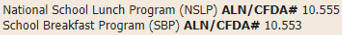 National School Lunch Program (NSLP) ALN/CFDA# 10.555
School Breakfast Program (SBP) ALN/CFDA# 10.553